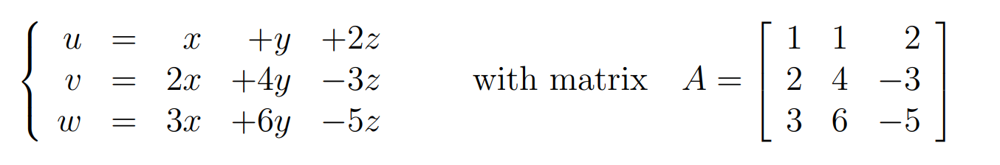 u = x +y +2z 1 1 2
v = 2x +4y −3z with matrix A = 2 4 −3
w = 3x +6y −5z 3 6 −5